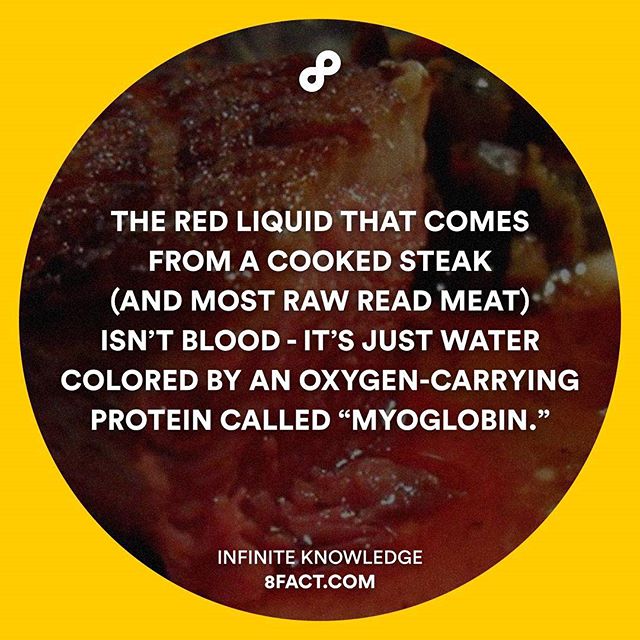 THE RED LIQUID THAT COMES
FROM A COOKED STEAK
(AND MOST RAW READ MEAT)
ISN'T BLOOD - IT'S JUST WATER
COLORED BY AN OXYGEN-CARRYING
PROTEIN CALLED “MYOGLOBIN.”
INFINITE KNOWLEDGE
8FACT.COM